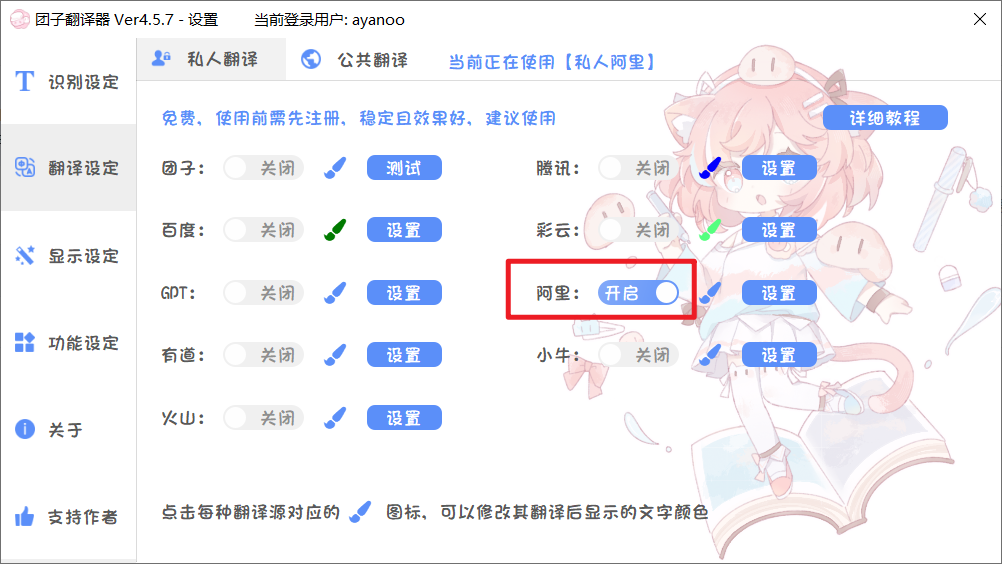 团子翻译器 Ver4.5.7 - 设置 当前登录用户: ayanoo
识别设定
翻译设定
显示设定
功能设定
关于
支持作者
私人翻译 公共翻译 当前正在使用【私人阿里】
免费，使用前需先注册，稳定且效果好，建议使用 详细教程
团子： 关闭 测试 腾讯： 关闭 设置
百度： 关闭 设置 彩云： 关闭 设置
GPT： 关闭 设置 阿里： 开启 设置
有道： 关闭 设置 小牛： 关闭 设置
火山： 关闭 设置
点击每种翻译源对应的 图标，可以修改其翻译后显示的文字颜色